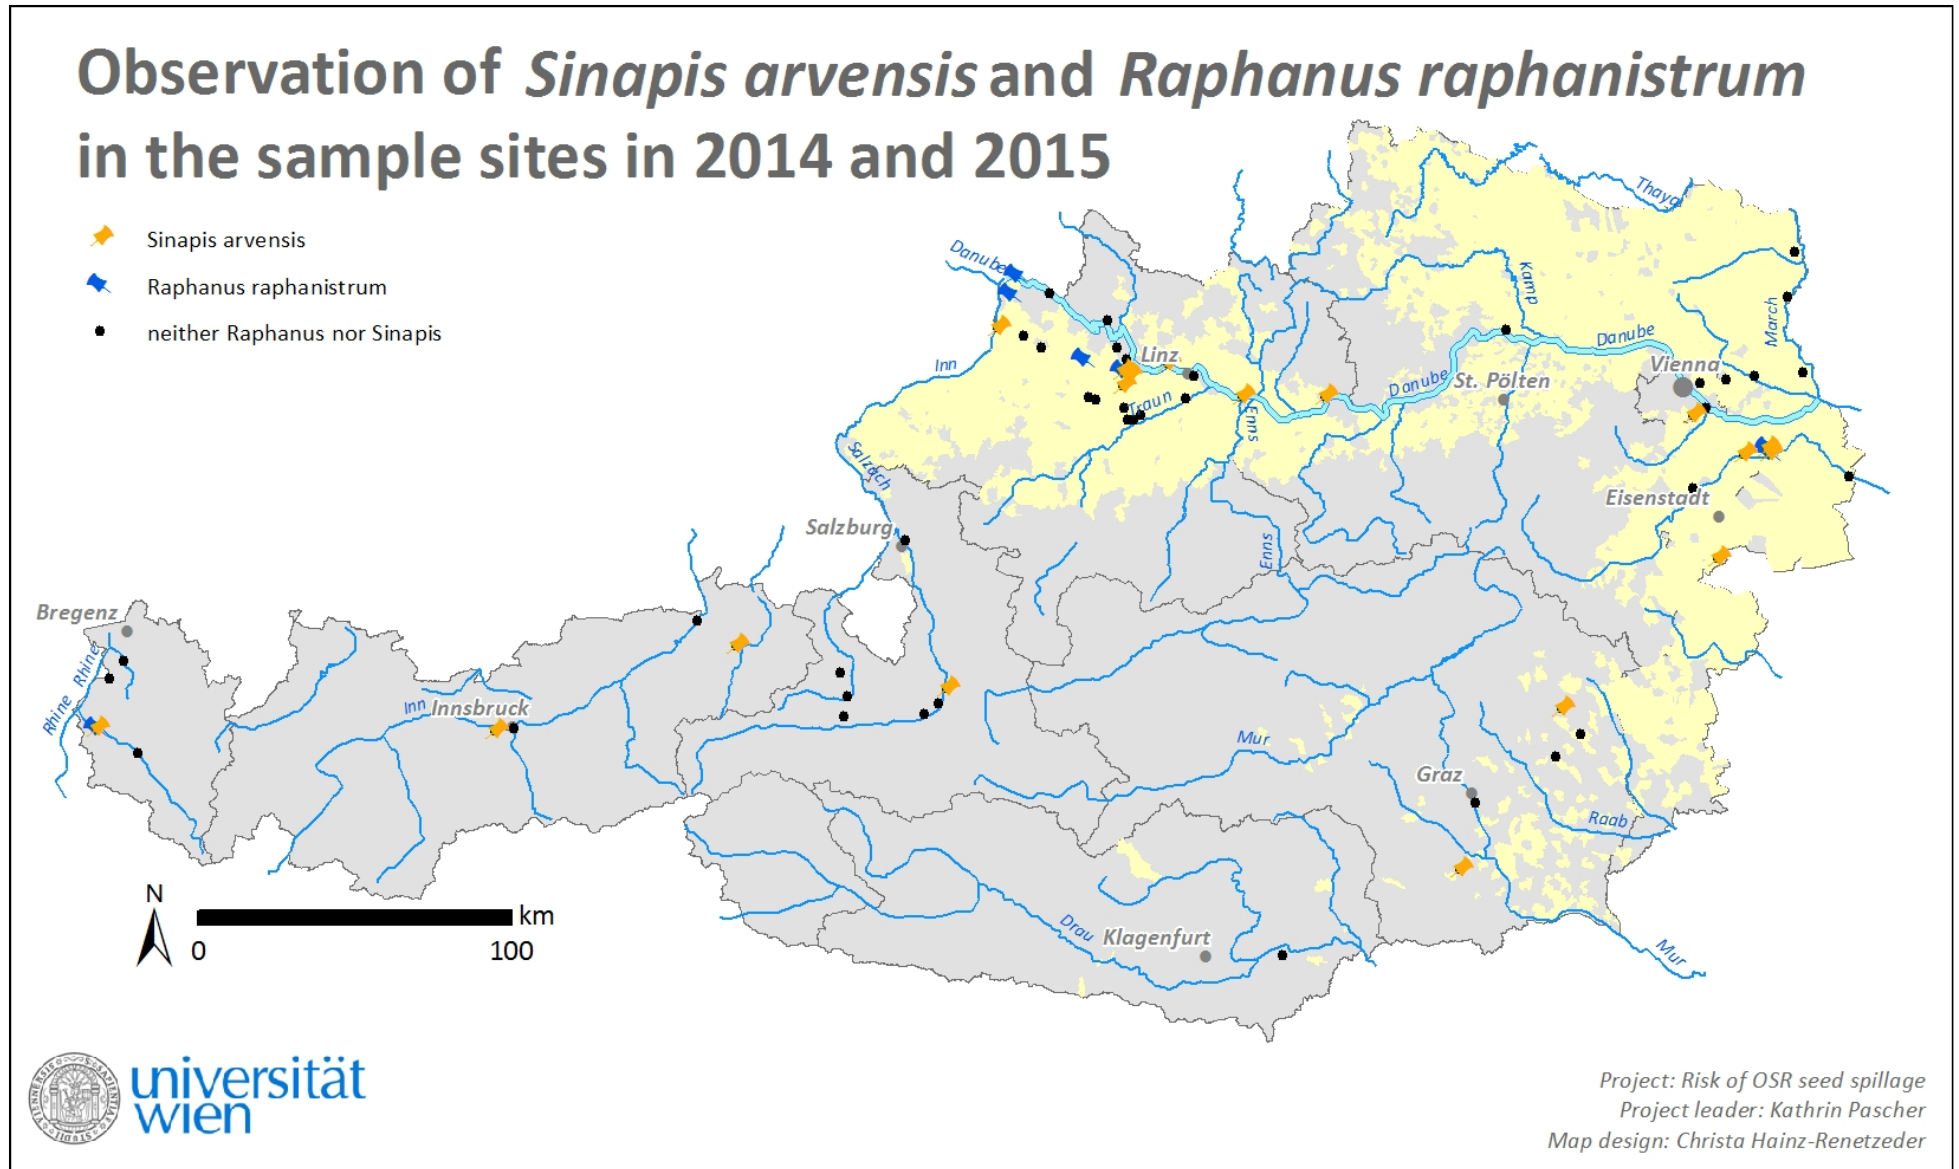 Observation of Sinapis arvensis and Raphanus raphanistrum
in the sample sites in 2014 and 2015
Sinapis arvensis
Raphanus raphanistrum
neither Raphanus nor Sinapis
Thaya
Danube
Kamp
March
Danube
Linz
Vienna
Inn
Danube
St. Pölten
Traun
Enns
Salzach
Eisenstadt
Salzburg
Enns
Bregenz
Rhine
Rhine
Inn
Innsbruck
Mur
Graz
Raab
N
km
0
100
Drau
Klagenfurt
Mur
universität
wien
Project: Risk of OSR seed spillage
Project leader: Kathrin Pascher
Map design: Christa Hainz-Renetzeder